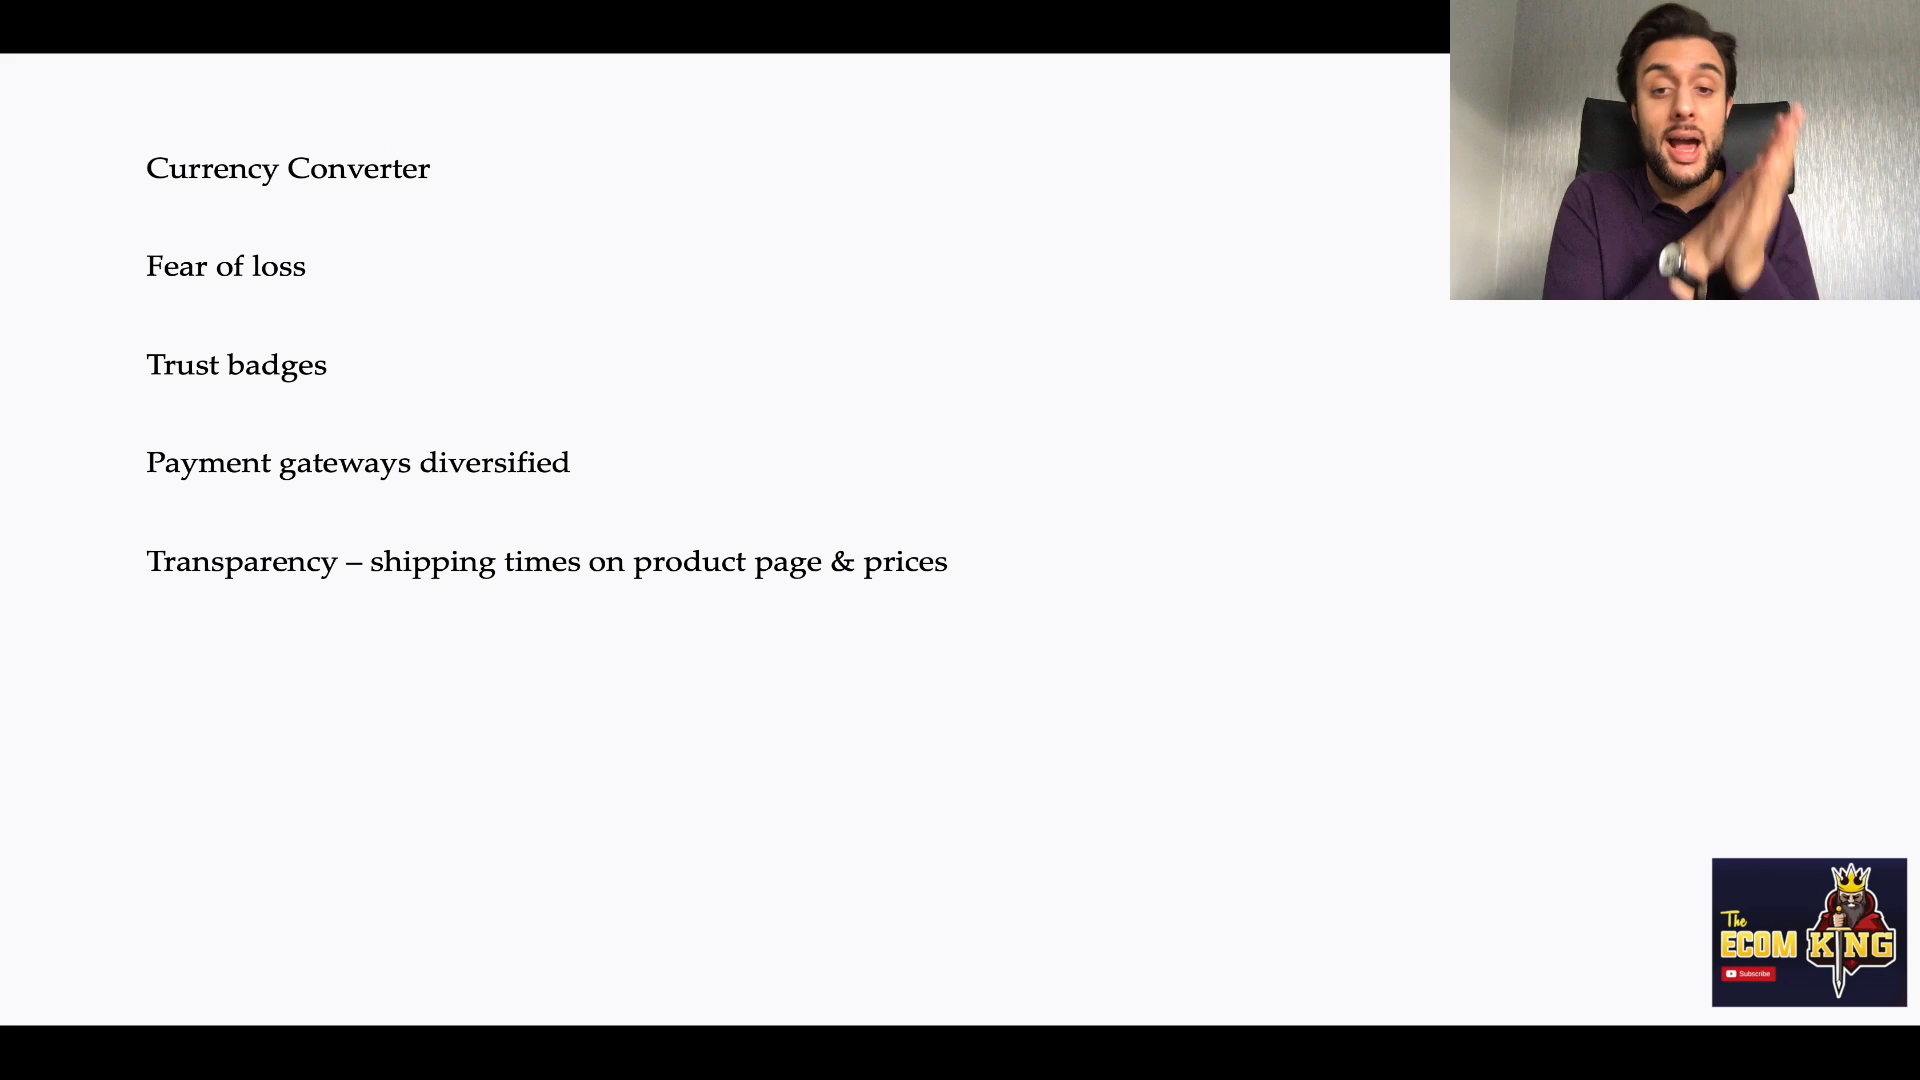 Currency Converter
Fear of loss
Trust badges
Payment gateways diversified
Transparency – shipping times on product page & prices
The
ECOM KING
Subscribe